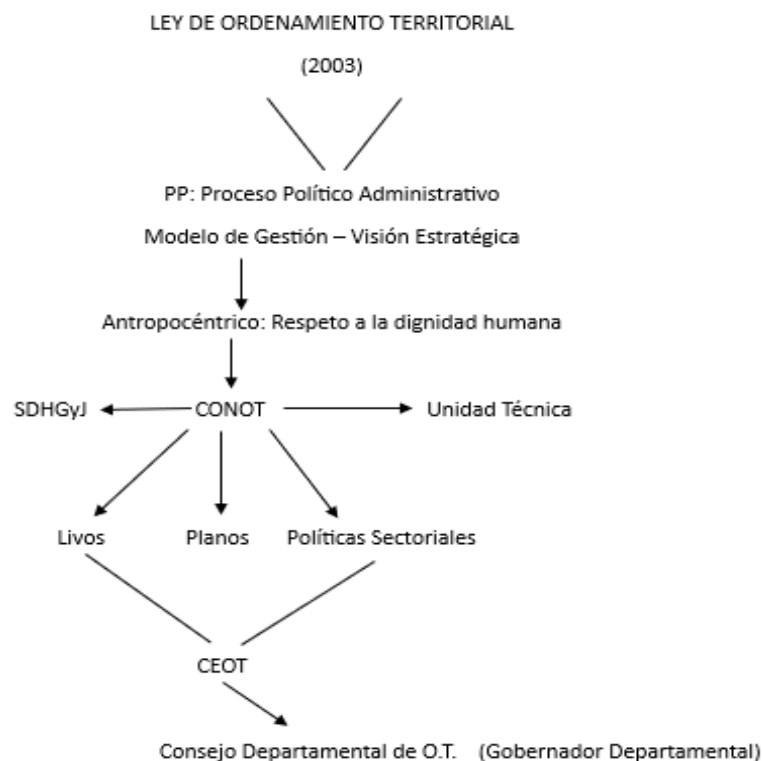 LEY DE ORDENAMIENTO TERRITORIAL
(2003)
PP: Proceso Político Administrativo
Modelo de Gestión – Visión Estratégica
Antropocéntrico: Respeto a la dignidad humana
SDHGyJ CONOT Unidad Técnica
Livos Planos Políticas Sectoriales
CEOT
Consejo Departamental de O.T. (Gobernador Departamental)